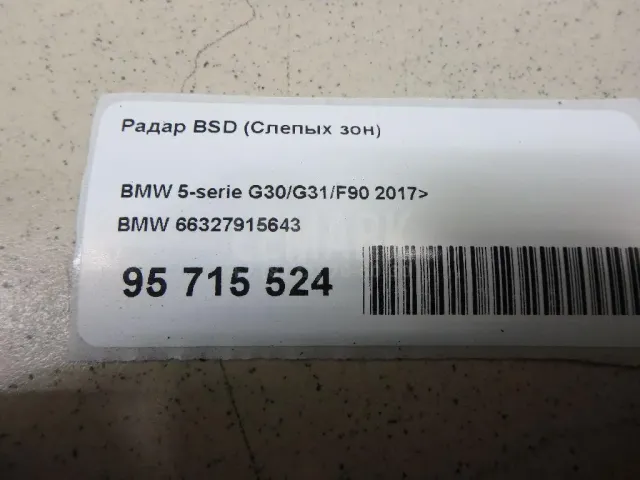 Радар BSD (Слепых зон)
BMW 5-serie G30/G31/F90 2017>
BMW 66327915643
95 715 524